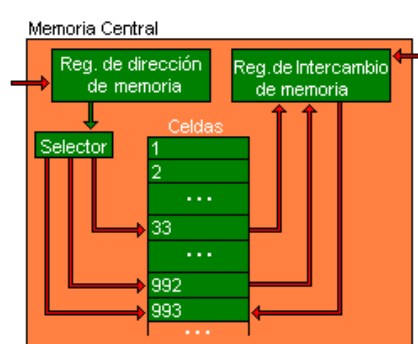 Memoria Central
Reg. de dirección
de memoria
Reg.de Intercambio
de memoria
Selector
Celdas
1
2
...
33
...
992
993
...